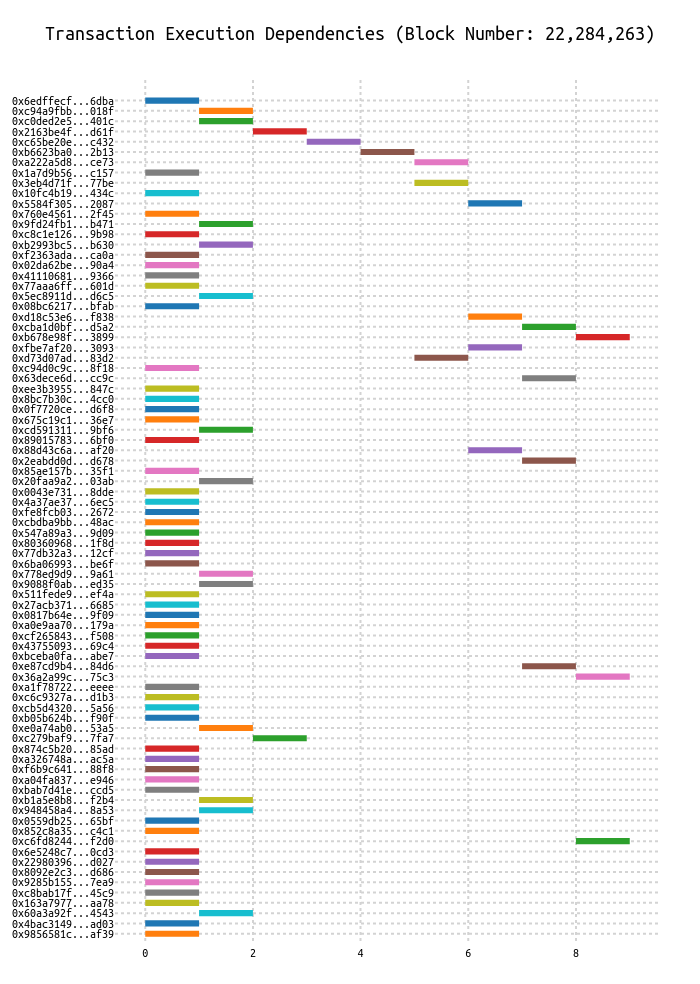 Transaction Execution Dependencies (Block Number: 22,284,263)
0x6edffecf...6dba
0xc94a9fbb...018f
0xc0ded2e5...401c
0x2163be4f...d61f
0xc65be20e...c432
0xb6623ba0...2b13
0xa222a5d8...ce73
0x1a7d9b56...c157
0x3eb4d71f...77be
0x10fc4b19...434c
0x5584f305...2087
0x760e4561...2f45
0x9fd24fb1...b471
0xc8c1e126...9b98
0xb2993bc5...b630
0xf2363ada...ca0a
0x02da62be...90a4
0x41110681...9366
0x77aaa6ff...601d
0x5ec8911d...d6c5
0x08bc6217...bfab
0xd18c53e6...f838
0xcba1d0bf...d5a2
0xb678e98f...3899
0xfbe7af20...3093
0xd73d07ad...83d2
0xc94d0c9c...8f18
0x63dece6d...cc9c
0xee3b3955...847c
0x8bc7b30c...4cc0
0x0f7720ce...d6f8
0x675c19c1...36e7
0xcd591311...9bf6
0x89015783...6bf0
0x88d43c6a...af20
0x2eabdd0d...d678
0x85ae157b...35f1
0x20faa9a2...03ab
0x0043e731...8dde
0x4a37ae37...6ec5
0xfe8fcb03...2672
0xcbdba9bb...48ac
0x547a89a3...9d09
0x80360968...1f8d
0x77db32a3...12cf
0x6ba06993...be6f
0x778ed9d9...9a61
0x9088f0ab...ed35
0x511fede9...ef4a
0x27acb371...6685
0x0817b64e...9f09
0xa0e9aa70...179a
0xcf265843...f508
0x43755093...69c4
0xbceba0fa...abe7
0xe87cd9b4...84d6
0x36a2a99c...75c3
0xa1f78722...eeee
0xc6c9327a...d1b3
0xcb5d4320...5a56
0xb05b624b...f90f
0xe0a74ab0...53a5
0xc279baf9...7fa7
0x874c5b20...85ad
0xa326748a...ac5a
0xf6b9c641...88f8
0xa04fa837...e946
0xbab7d41e...ccd5
0xb1a5e8b8...f2b4
0x948458a4...8a53
0x0559db25...65bf
0x852c8a35...c4c1
0xc6fd8244...f2d0
0x6e5248c7...0cd3
0x22980396...d027
0x8092e2c3...d686
0x9285b155...7ea9
0xc8bab17f...45c9
0x163a7977...aa78
0x60a3a92f...4543
0x4bac3149...ad03
0x9856581c...af39
0 2 4 6 8